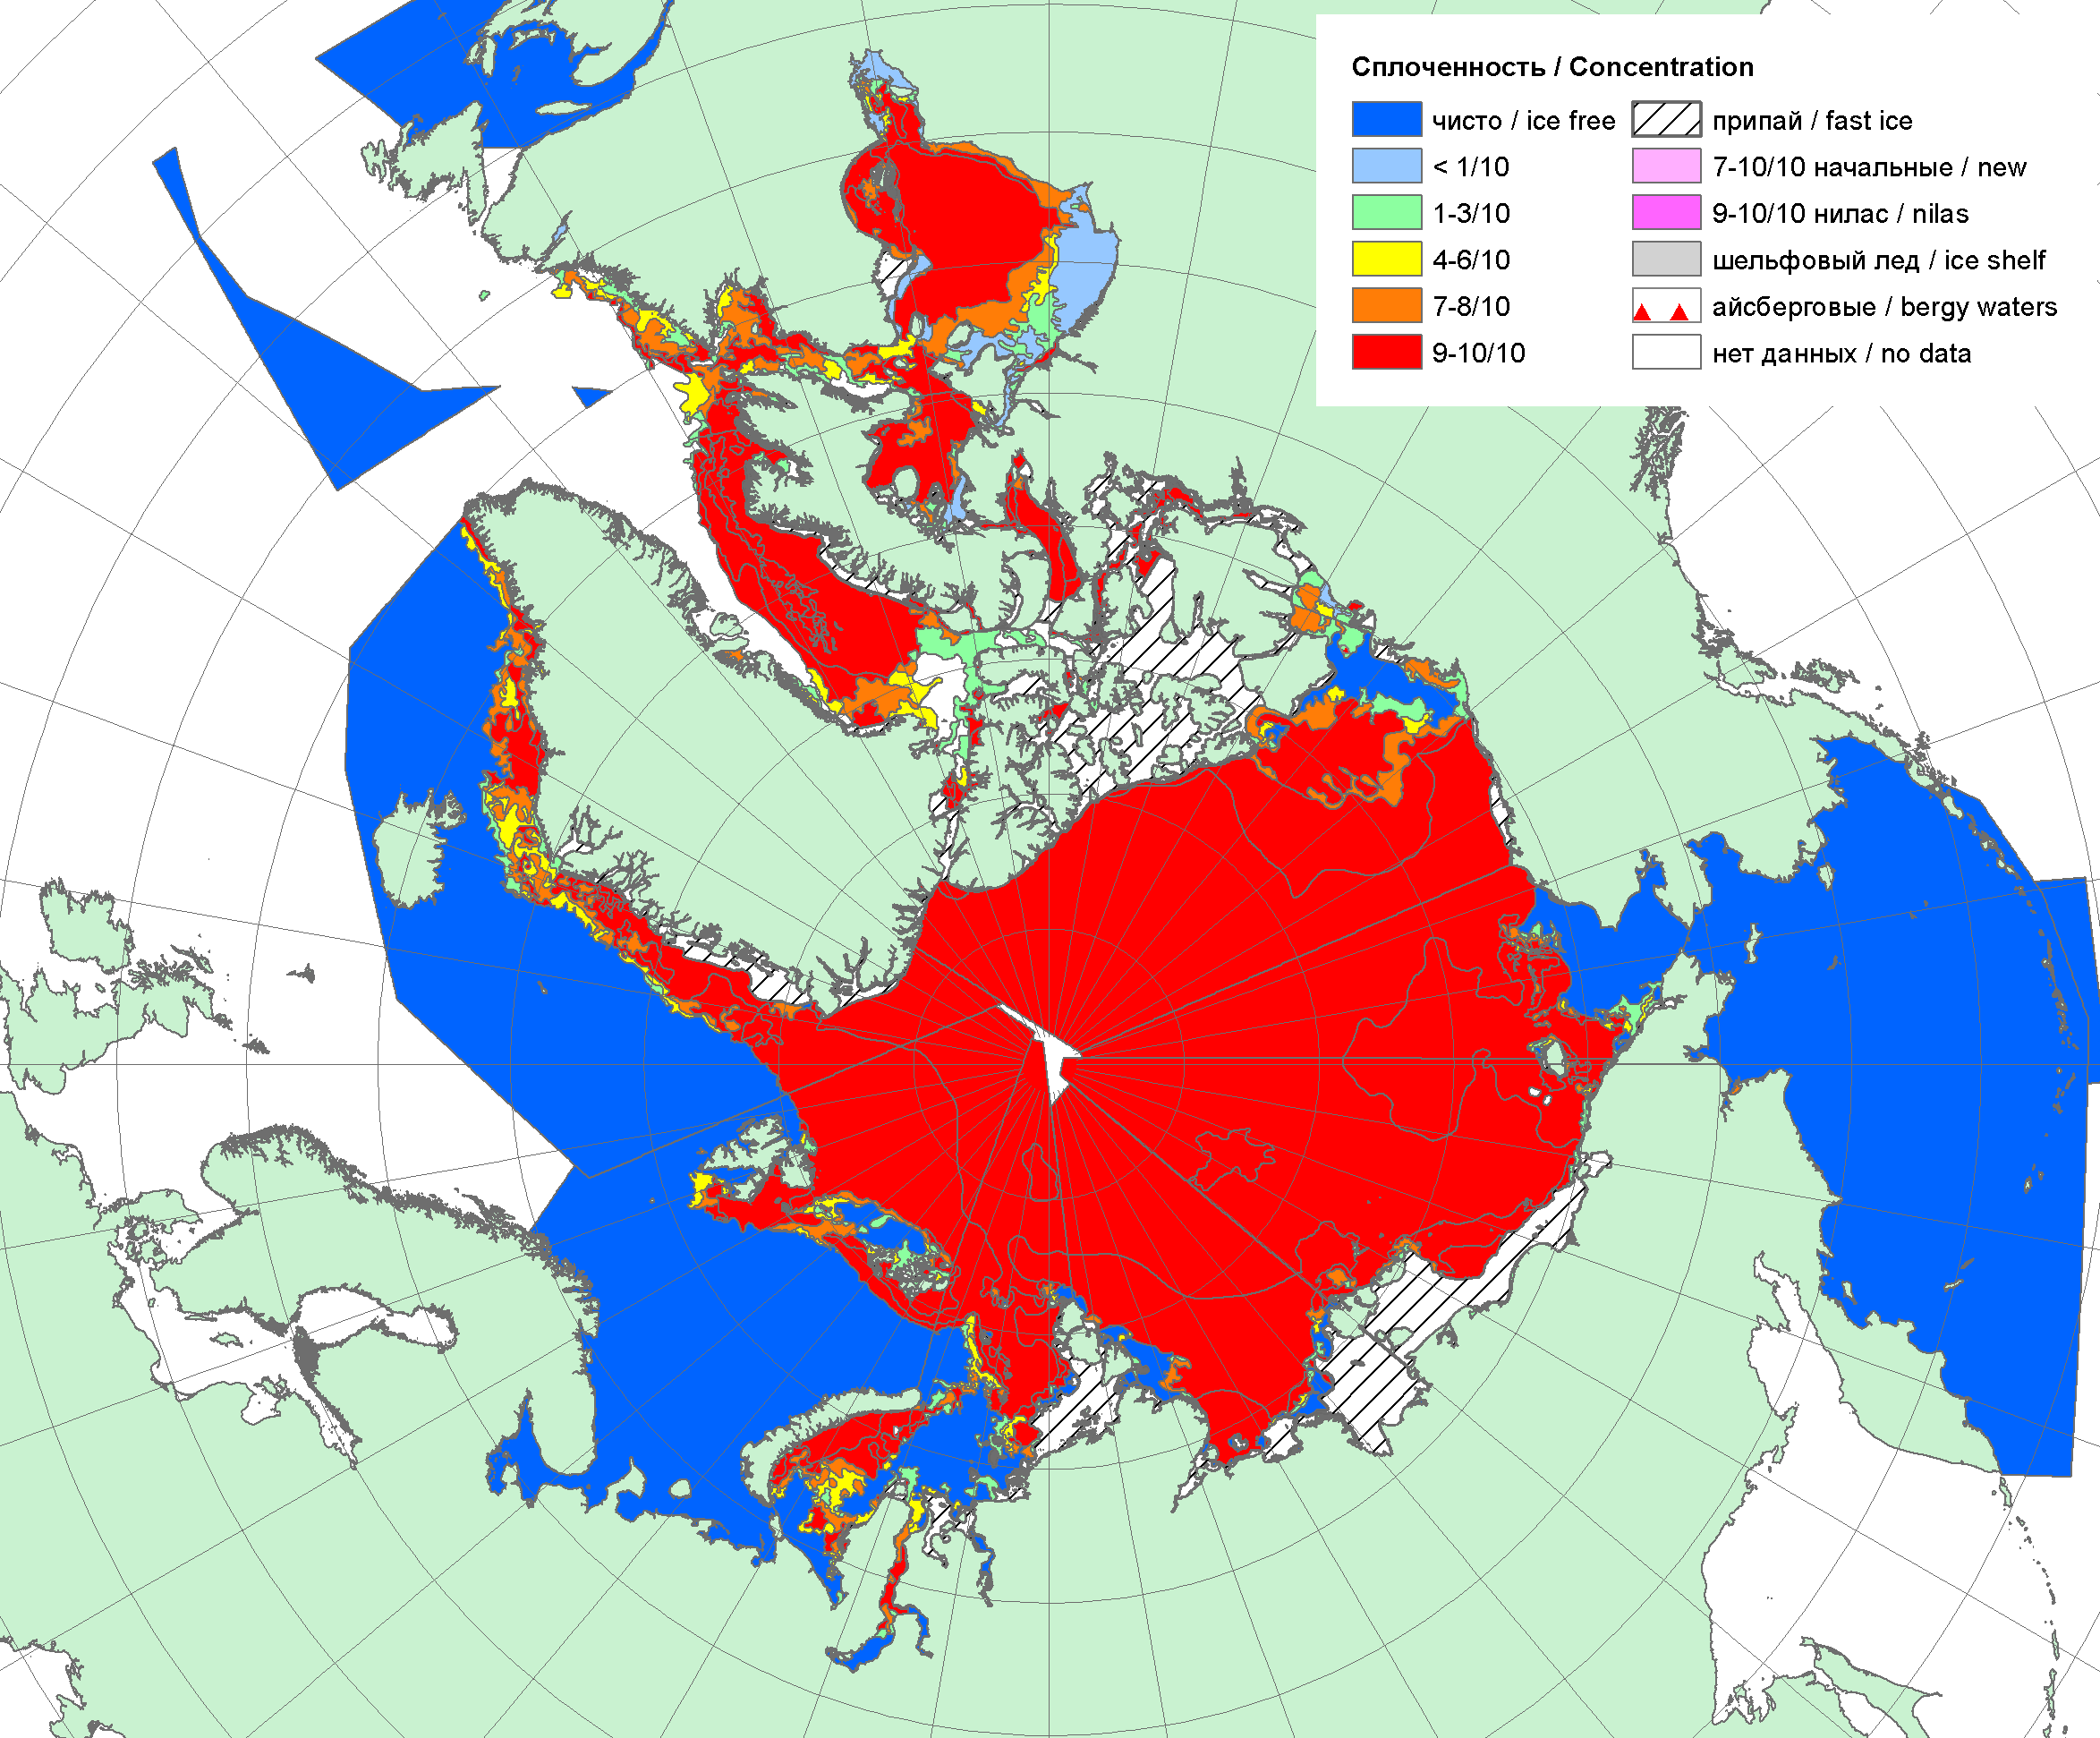 Сплоченность / Concentration
чисто / ice free
< 1/10
1-3/10
4-6/10
7-8/10
9-10/10
припай / fast ice
7-10/10 начальные / new
9-10/10 нилас / nilas
шельфовый лед / ice shelf
айсберговые / bergy waters
нет данных / no data